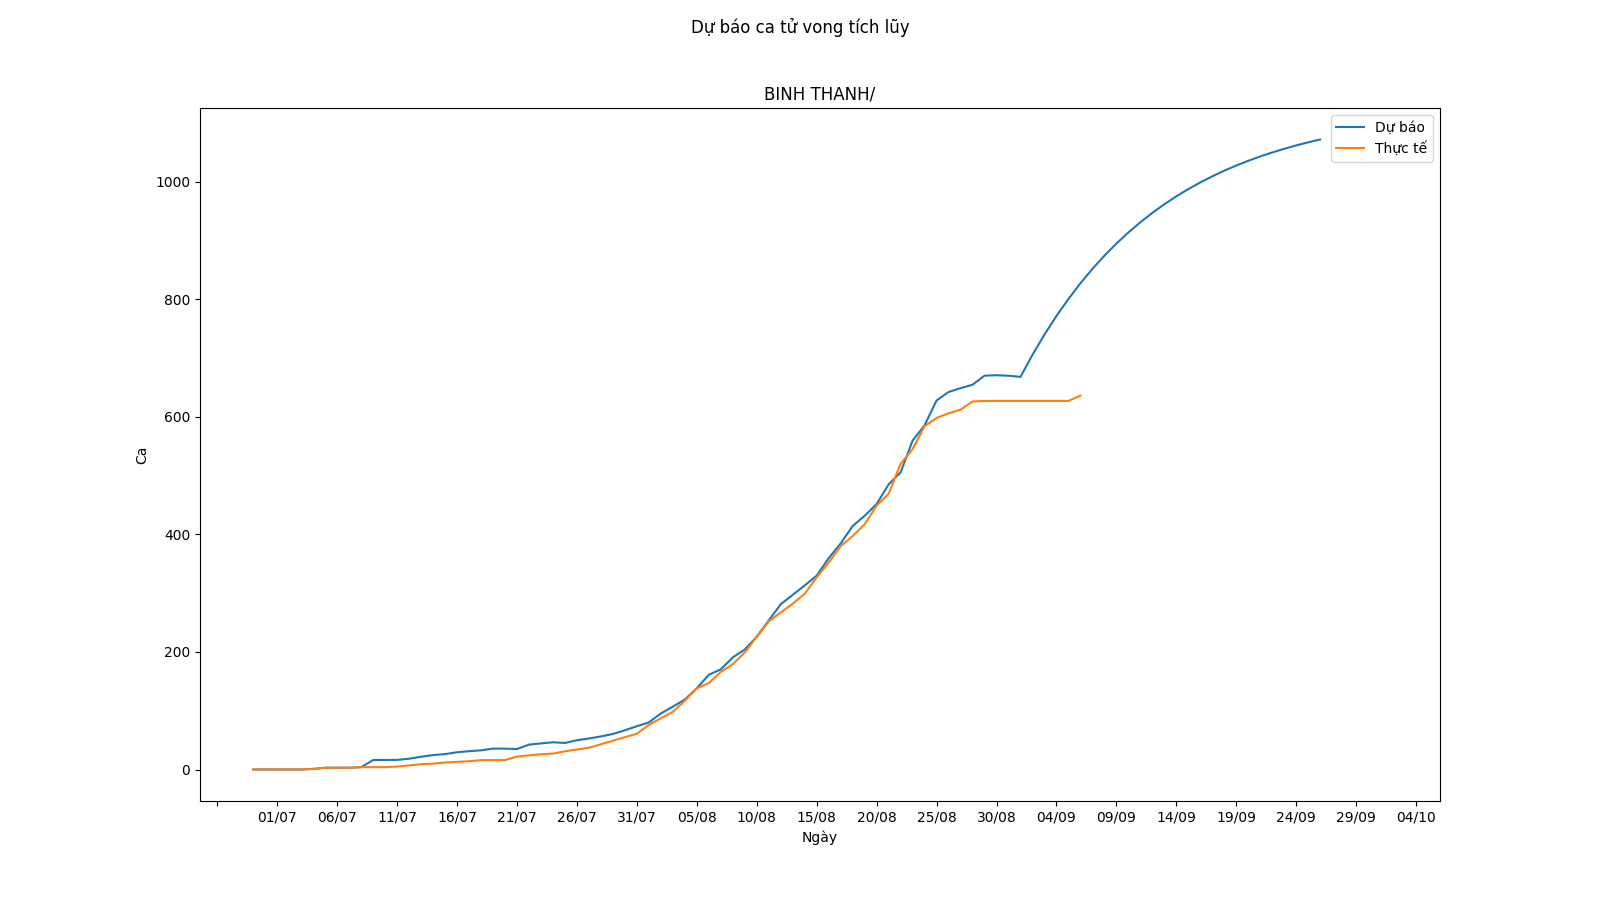 Dự báo ca tử vong tích lũy
BINH THANH/
Dự báo
Thực tế
1000
800
600
400
200
0
Ca
01/07 06/07 11/07 16/07 21/07 26/07 31/07 05/08 10/08 15/08 20/08 25/08 30/08 04/09 09/09 14/09 19/09 24/09 29/09 04/10
Ngày